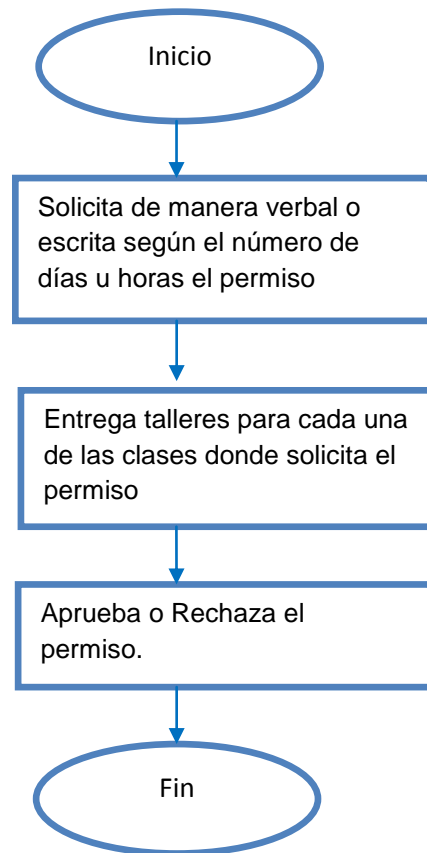 Inicio
Solicita de manera verbal o
escrita según el número de
días u horas el permiso
Entrega talleres para cada una
de las clases donde solicita el
permiso
Aprueba o Rechaza el
permiso.
Fin